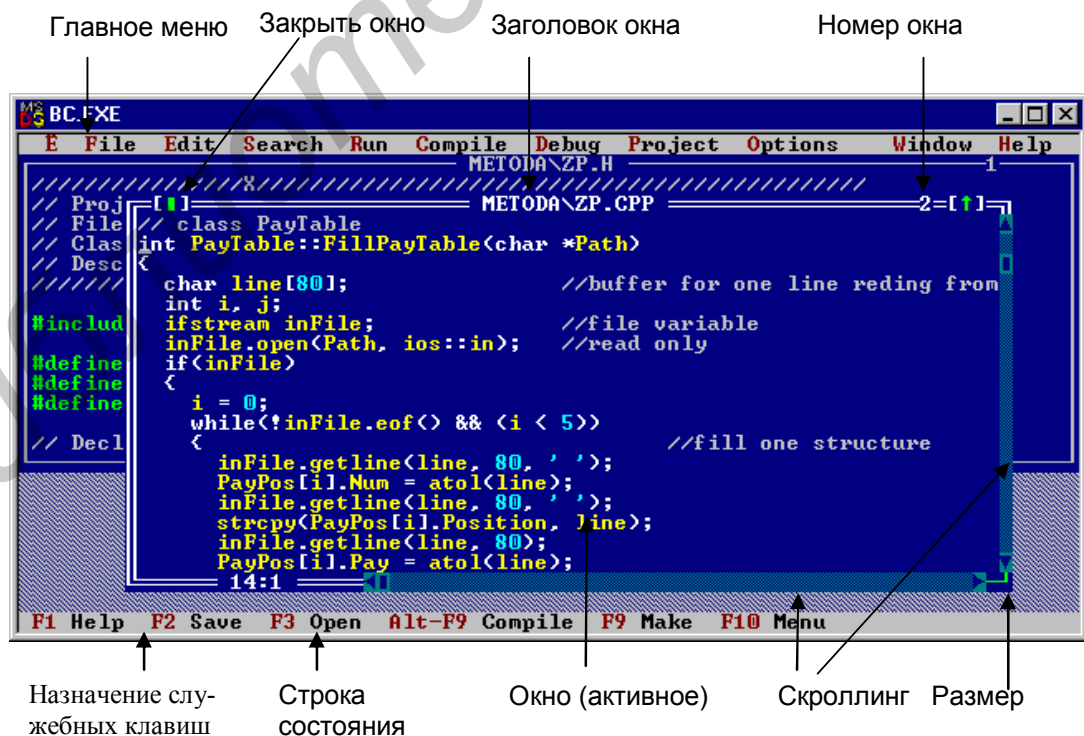 Главное меню Закрыть окно Заголовок окна Номер окна
BC.EXE
Ё File Edit Search Run Compile Debug Project Options Window Help
METODA\ZP.H 1
/////////////////X//////////////////////////////////////////////
// Proj [ ] METODA\ZP.CPP 2=[↑]
// File // class PayTable
// Clas int PayTable::FillPayTable(char *Path)
// Desc {
/////// char line[80]; //buffer for one line reding from
int i, j;
#includ ifstream inFile; //file variable
inFile.open(Path, ios::in); //read only
#define if(inFile)
#define {
#define i = 0;
while(!inFile.eof() && (i < 5))
// Decl { //fill one structure
inFile.getline(line, 80, ' ');
PayPos[i].Num = atol(line);
inFile.getline(line, 80, ' ');
strcpy(PayPos[i].Position, line);
inFile.getline(line, 80);
PayPos[i].Pay = atol(line);
14:1
F1 Help F2 Save F3 Open Alt-F9 Compile F9 Make F10 Menu
Назначение слу-
жебных клавиш
Строка
состояния
Окно (активное)
Скроллинг
Размер